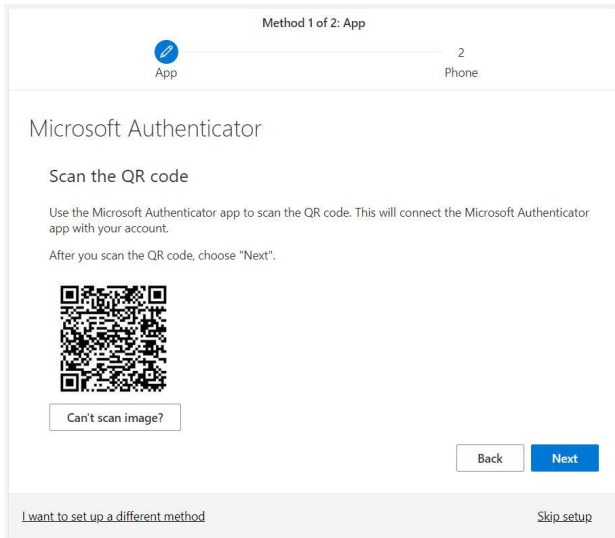 Method 1 of 2: App
2
App
Phone
Microsoft Authenticator
Scan the QR code
Use the Microsoft Authenticator app to scan the QR code. This will connect the Microsoft Authenticator
app with your account.
After you scan the QR code, choose "Next".
Can't scan image?
Back
Next
I want to set up a different method
Skip setup